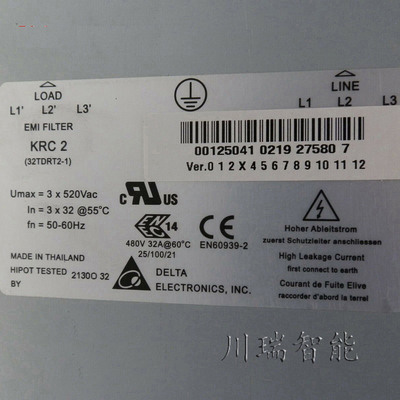 LOAD
L1' L2' L3'
LINE
L1 L2 L3
EMI FILTER
KRC 2
(32TDRT2-1)
00125041 0219 27580 7
Ver.0 1 2 X 4 5 6 7 8 9 10 11 12
Umax = 3 x 520Vac
In = 3 x 32 @55°C
fn = 50-60Hz
C RU US
ENEC 14
480V 32A@60°C
25/100/21
CE
EN60939-2
Hoher Ableitstrom
zuerst Schutzleiter anschliessen
High Leakage Current
first connect to earth
Courant de Fuite Elive
raccorder d'abord la terrel
MADE IN THAILAND
HIPOT TESTED 2130O 32
BY
DELTA
ELECTRONICS, INC.
川瑞智能